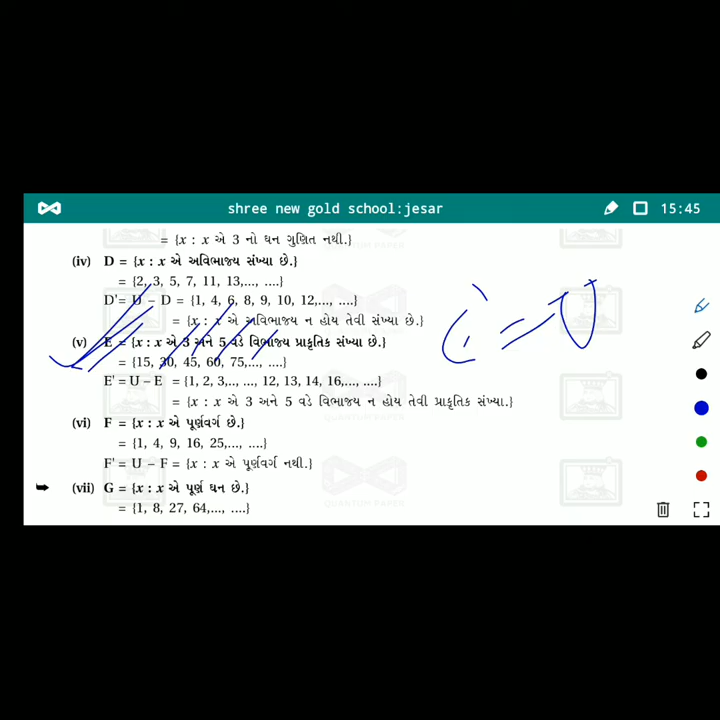 shree new gold school:jesar 15:45
= {x : x એ 3 નો ઘન ગુણિત નથી.}
(iv) D = {x : x એ અવિભાજ્ય સંખ્યા છે.}
= {2, 3, 5, 7, 11, 13,..., ....}
D'= U – D = {1, 4, 6, 8, 9, 10, 12,..., ....}
= {x : x એ અવિભાજ્ય ન હોય તેવી સંખ્યા છે.}
(v) E = {x : x એ 3 અને 5 વડે વિભાજ્ય પ્રાકૃતિક સંખ્યા છે.}
= {15, 30, 45, 60, 75,..., ....}
E' = U – E = {1, 2, 3,..., ..., 12, 13, 14, 16,..., ....}
= {x : x એ 3 અને 5 વડે વિભાજ્ય ન હોય તેવી પ્રાકૃતિક સંખ્યા.}
(vi) F = {x : x એ પૂર્ણવર્ગ છે.}
= {1, 4, 9, 16, 25,..., ....}
F' = U – F = {x : x એ પૂર્ણવર્ગ નથી.}
(vii) G = {x : x એ પૂર્ણ ઘન છે.}
= {1, 8, 27, 64,..., ....}
QUANTUM PAPER